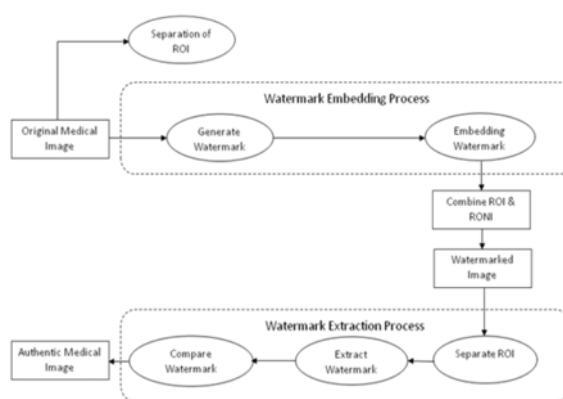 Separation of
ROI
Watermark Embedding Process
Original Medical
Image
Generate
Watermark
Embedding
Watermark
Combine ROI &
RONI
Watermarked
Image
Watermark Extraction Process
Authentic Medical
Image
Compare
Watermark
Extract
Watermark
Separate ROI